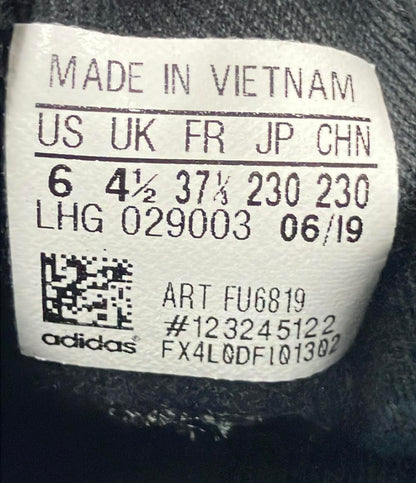 MADE IN VIETNAM
US UK FR JP CHN
6 4½ 37⅓ 230 230
LHG 029003 06/19
ART FU6819
#123245122
adidas FX4L0DFI013Q2